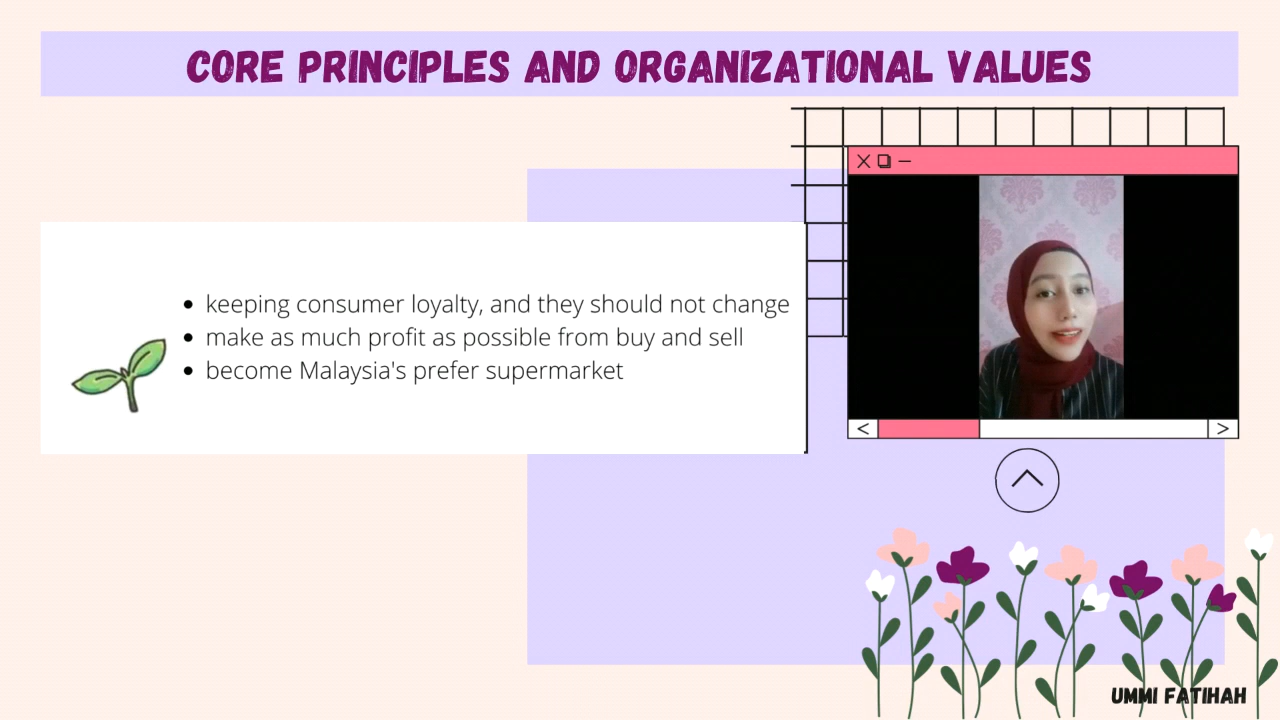 CORE PRINCIPLES AND ORGANIZATIONAL VALUES
• keeping consumer loyalty, and they should not change
• make as much profit as possible from buy and sell
• become Malaysia's prefer supermarket
UMMI FATIHAH